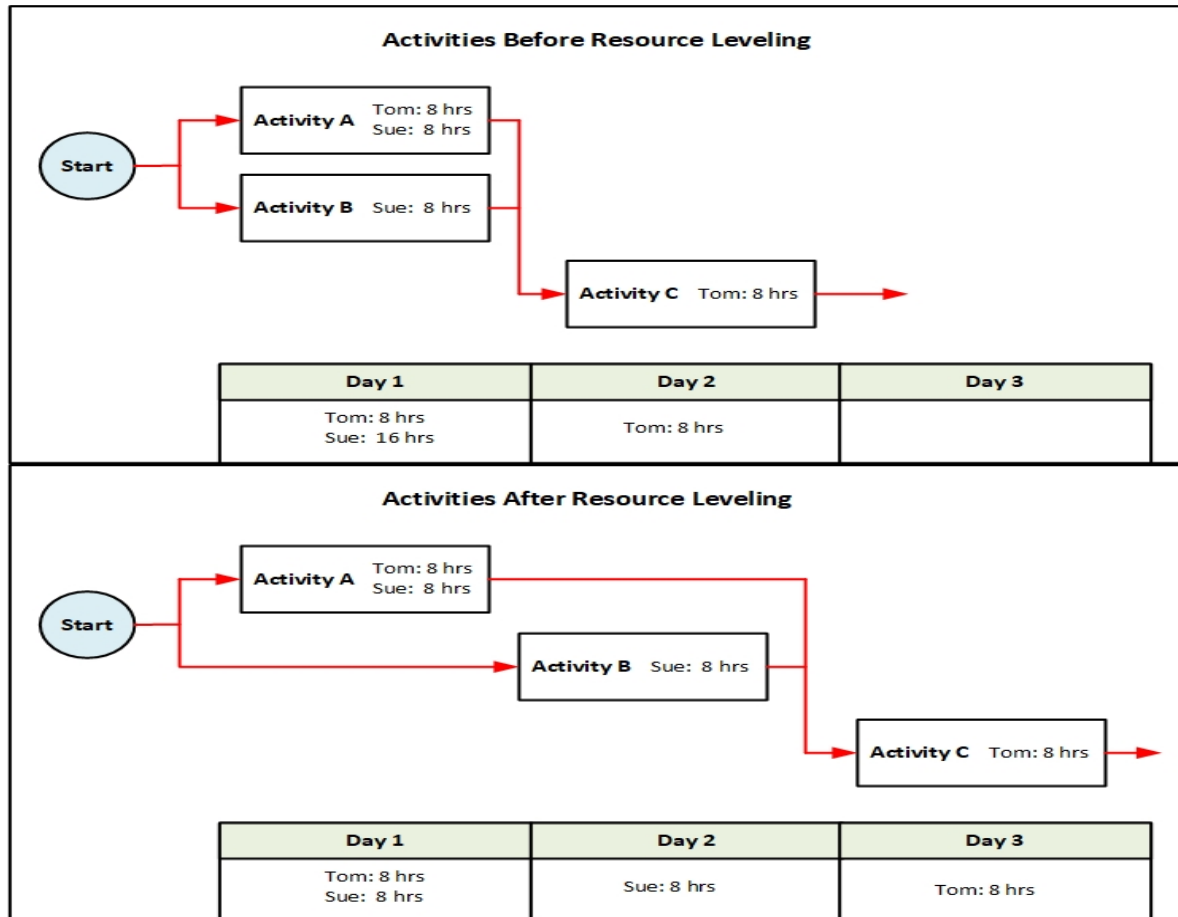 Activities Before Resource Leveling
Start
Activity A
Tom: 8 hrs
Sue: 8 hrs
Activity B
Sue: 8 hrs
Activity C
Tom: 8 hrs
Day 1
Day 2
Day 3
Tom: 8 hrs
Sue: 16 hrs
Tom: 8 hrs
Activities After Resource Leveling
Start
Activity A
Tom: 8 hrs
Sue: 8 hrs
Activity B
Sue: 8 hrs
Activity C
Tom: 8 hrs
Day 1
Day 2
Day 3
Tom: 8 hrs
Sue: 8 hrs
Sue: 8 hrs
Tom: 8 hrs